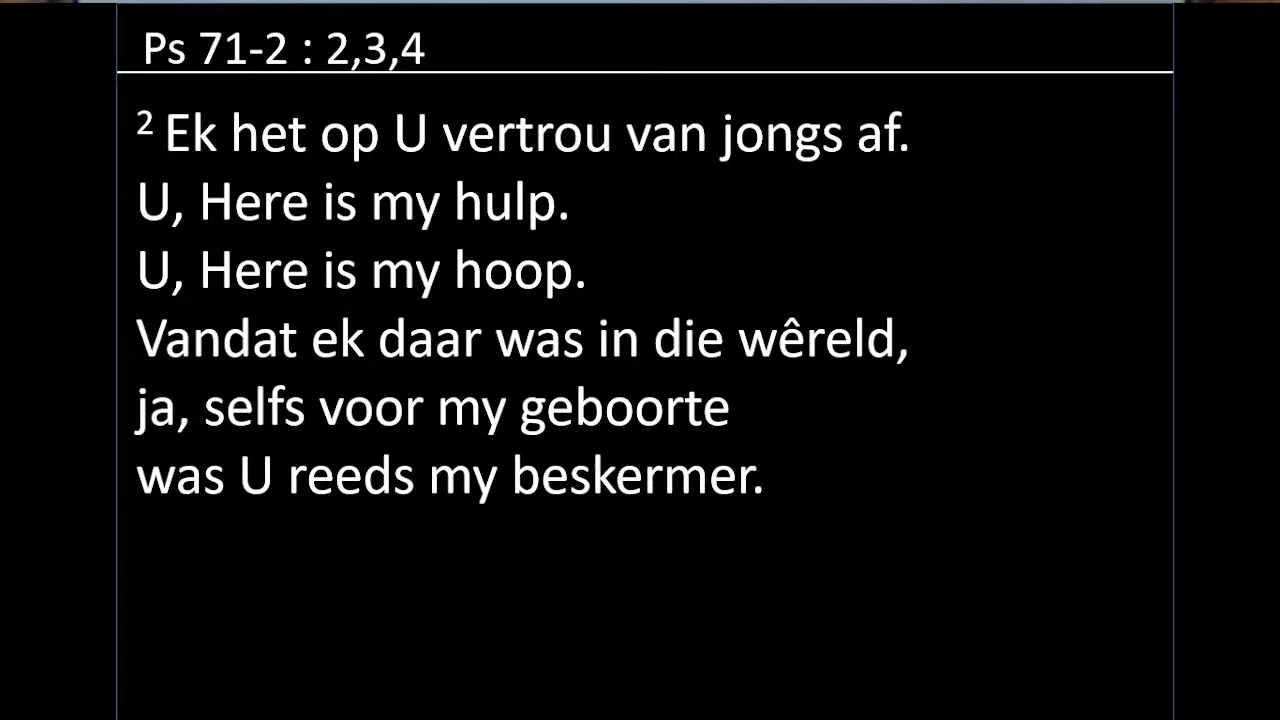 Ps 71-2 : 2,3,4
2 Ek het op U vertrou van jongs af.
U, Here is my hulp.
U, Here is my hoop.
Vandat ek daar was in die wêreld,
ja, selfs voor my geboorte
was U reeds my beskermer.